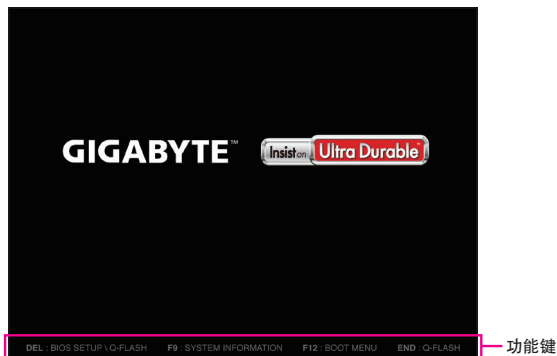 GIGABYTE™
Insist on Ultra Durable™
DEL : BIOS SETUP \ Q-FLASH F9 : SYSTEM INFORMATION F12 : BOOT MENU END : Q-FLASH
功能键